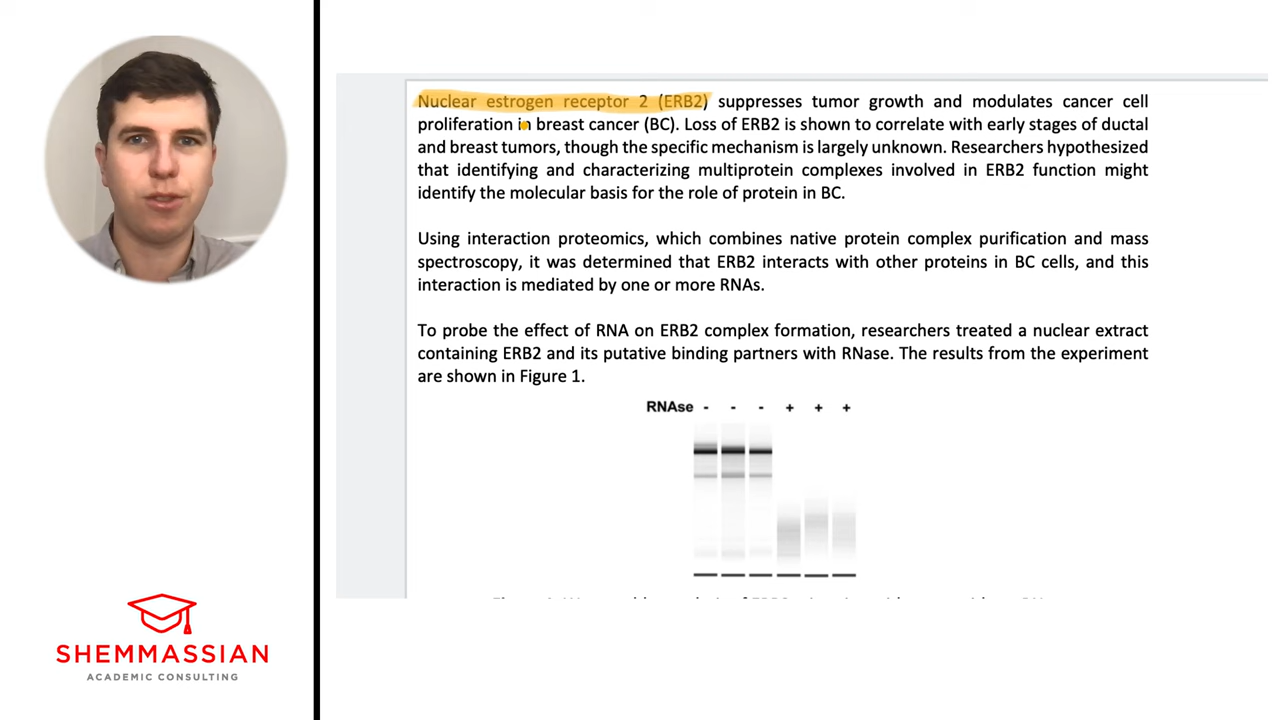 Nuclear estrogen receptor 2 (ERB2) suppresses tumor growth and modulates cancer cell
proliferation in breast cancer (BC). Loss of ERB2 is shown to correlate with early stages of ductal
and breast tumors, though the specific mechanism is largely unknown. Researchers hypothesized
that identifying and characterizing multiprotein complexes involved in ERB2 function might
identify the molecular basis for the role of protein in BC.
Using interaction proteomics, which combines native protein complex purification and mass
spectroscopy, it was determined that ERB2 interacts with other proteins in BC cells, and this
interaction is mediated by one or more RNAs.
To probe the effect of RNA on ERB2 complex formation, researchers treated a nuclear extract
containing ERB2 and its putative binding partners with RNase. The results from the experiment
are shown in Figure 1.
RNAse - - - + + +
SHEMMASSIAN
ACADEMIC CONSULTING